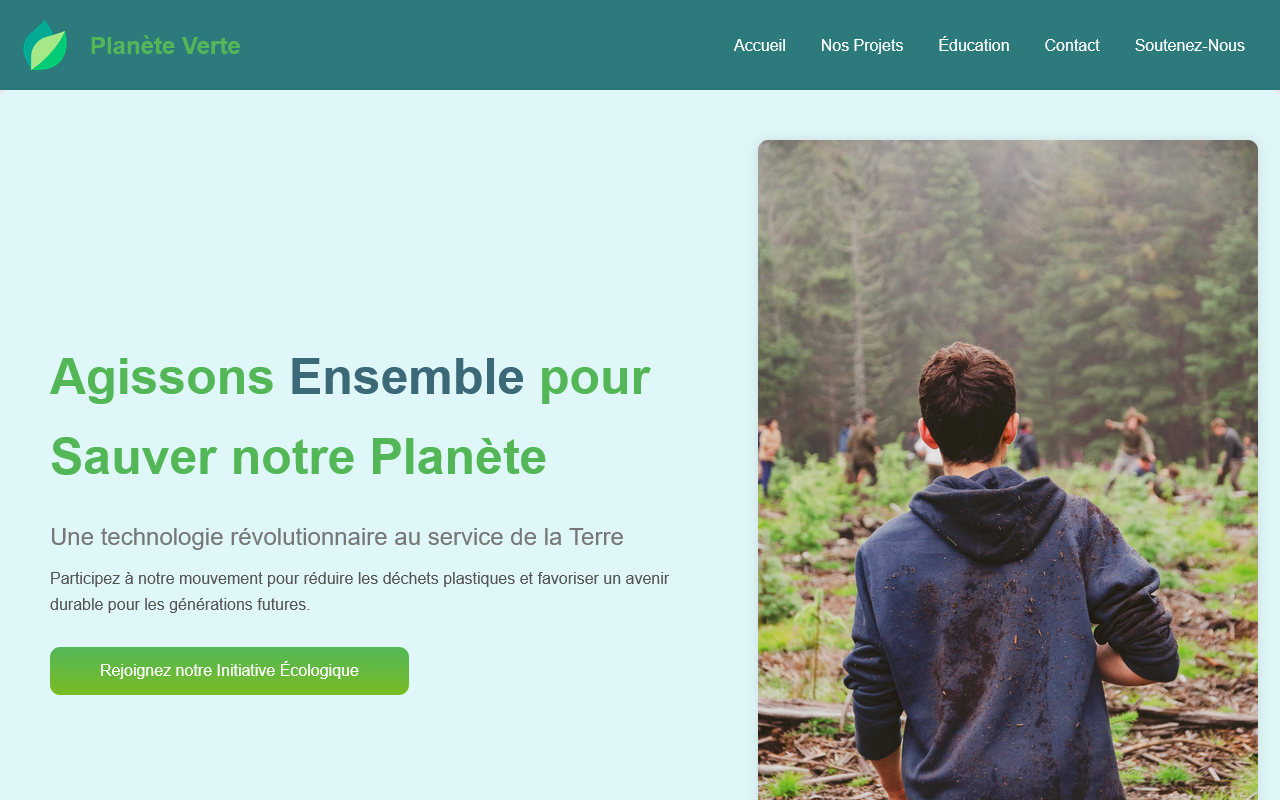 Planète Verte
Accueil
Nos Projets
Éducation
Contact
Soutenez-Nous
Agissons Ensemble pour
Sauver notre Planète
Une technologie révolutionnaire au service de la Terre
Participez à notre mouvement pour réduire les déchets plastiques et favoriser un avenir
durable pour les générations futures.
Rejoignez notre Initiative Écologique